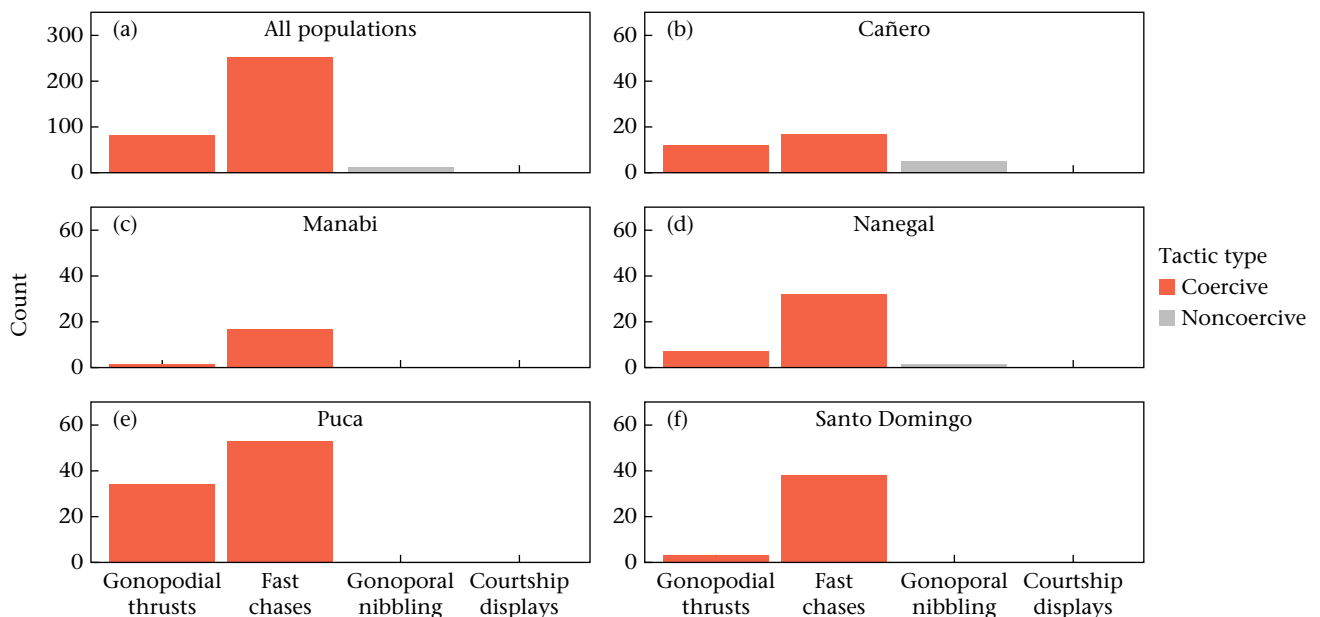 (a) All populations
300
200
100
0
(b) Cañero
60
40
20
0
(c) Manabi
60
40
20
0
(d) Nanegal
60
40
20
0
(e) Puca
60
40
20
0
Gonopodial thrusts
Fast chases
Gonoporal nibbling
Courtship displays
(f) Santo Domingo
60
40
20
0
Gonopodial thrusts
Fast chases
Gonoporal nibbling
Courtship displays
Count
Tactic type
Coercive
Noncoercive